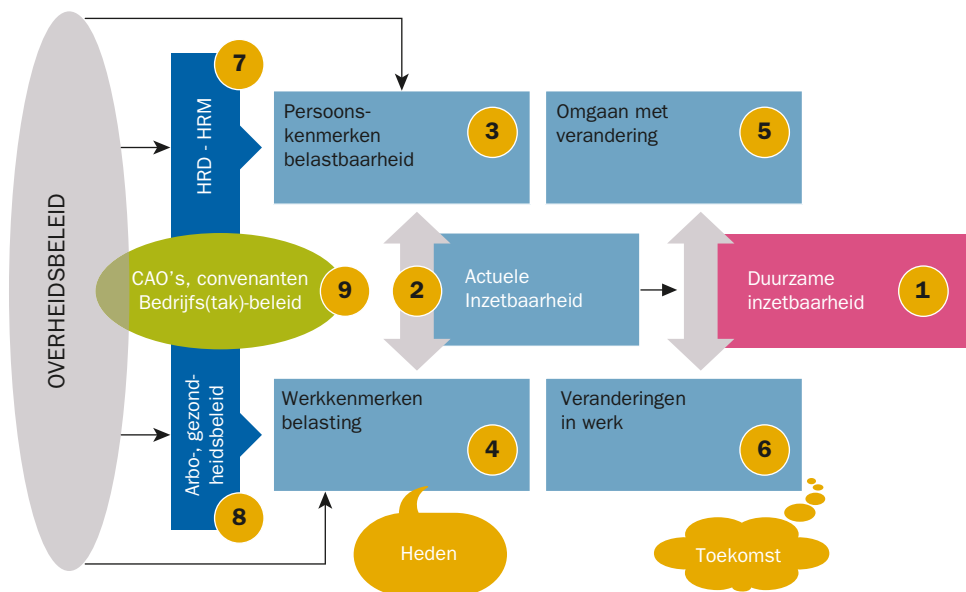 OVERHEIDSBELEID
7
HRD - HRM
Persoons-
kenmerken
belastbaarheid
3
Omgaan met
verandering
5
CAO's, convenanten
Bedrijfs(tak)-beleid
9
2
Actuele
Inzetbaarheid
Duurzame
inzetbaarheid
1
Arbo-, gezond-
heidsbeleid
8
Werkkenmerken
belasting
4
Veranderingen
in werk
6
Heden
Toekomst